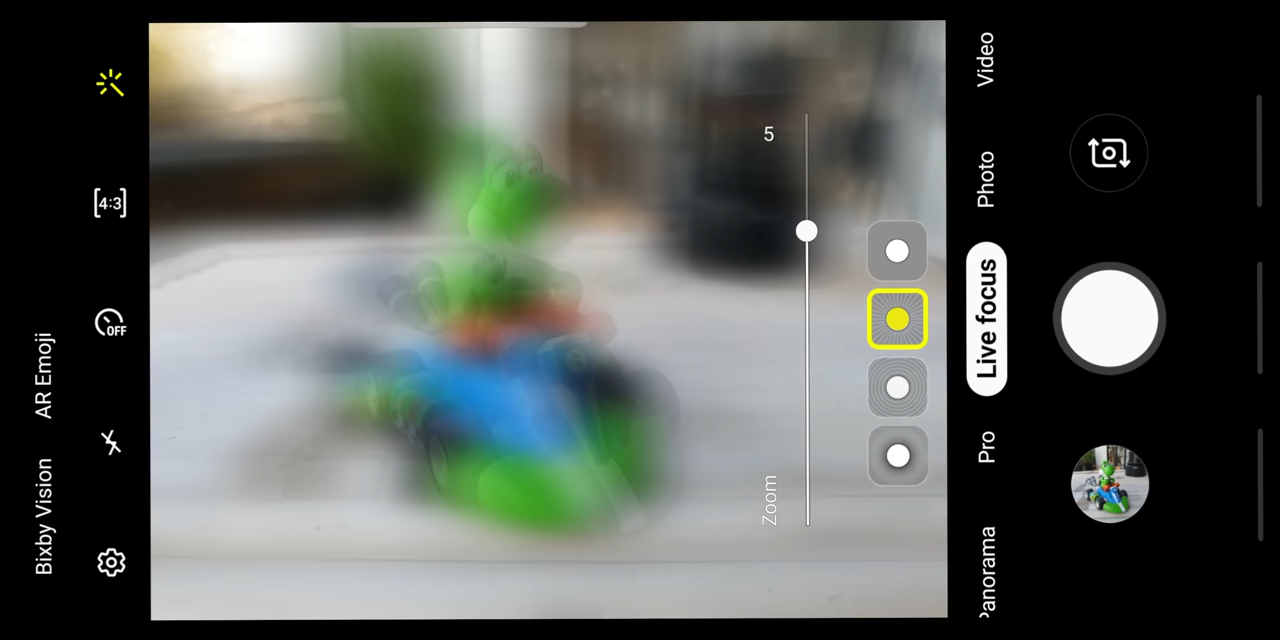 Bixby Vision
AR Emoji
4:3
OFF
5
Zoom
Panorama
Pro
Live focus
Photo
Video